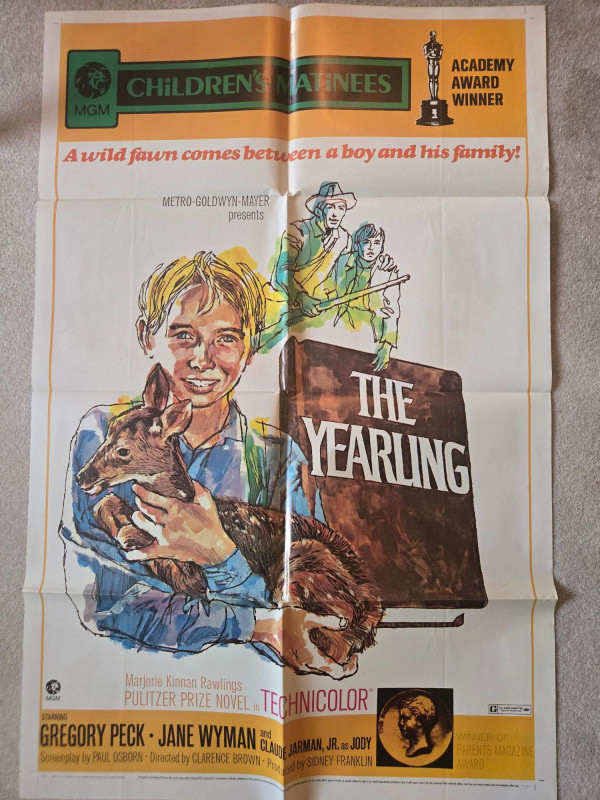 MGM
CHiLDREN'S MATiNEES
ACADEMY
AWARD
WINNER
A wild fawn comes between a boy and his family!
METRO-GOLDWYN-MAYER
presents
THE
YEARLING
Marjorie Kinnan Rawlings
PULITZER PRIZE NOVEL in TECHNICOLOR®
MGM
STARRING
GREGORY PECK • JANE WYMAN and CLAUDE JARMAN, JR. as JODY
Screenplay by PAUL OSBORN • Directed by CLARENCE BROWN • Produced by SIDNEY FRANKLIN
WINNER OF
PARENTS MAGAZINE
AWARD
G